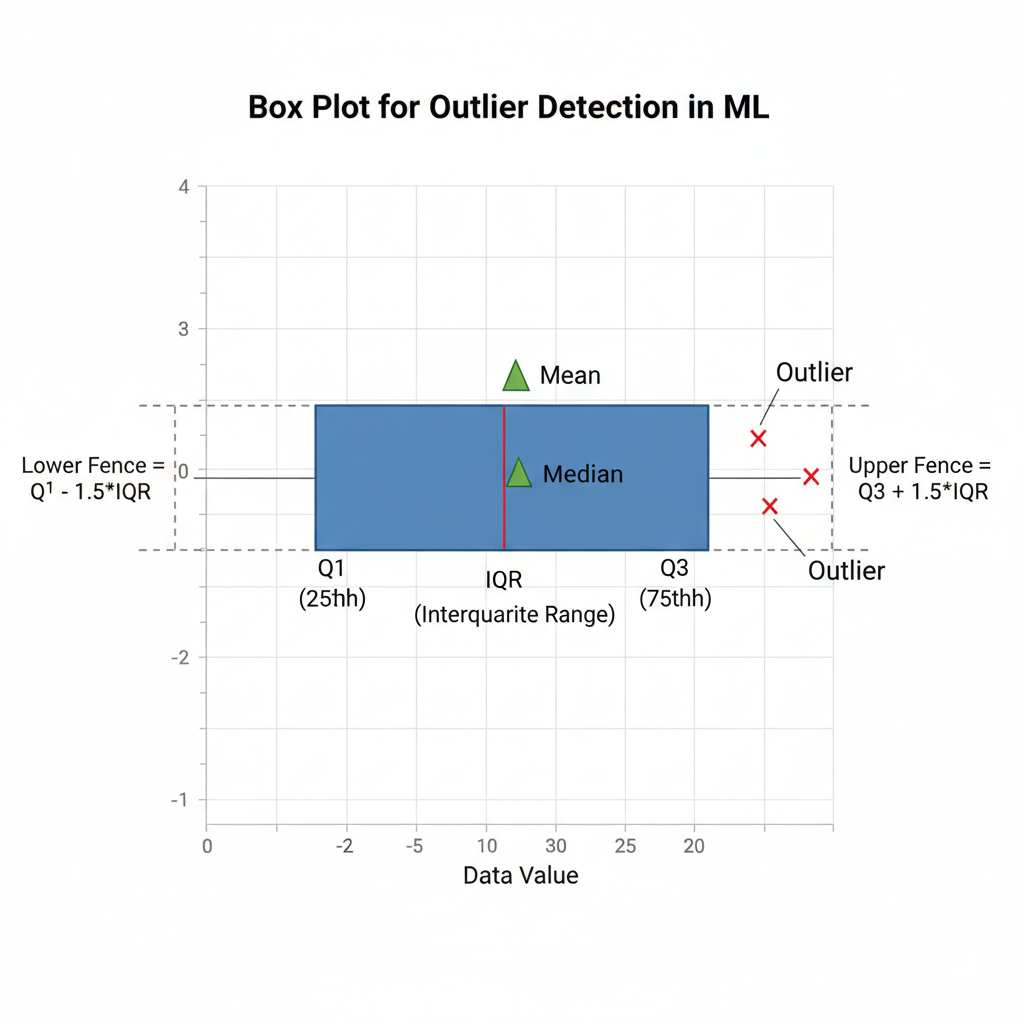 Box Plot for Outlier Detection in ML
4
3
0
-2
-1
Mean
Median
Outlier
Outlier
Lower Fence =
Q¹ - 1.5*IQR
Upper Fence =
Q3 + 1.5*IQR
Q1
(25hh)
IQR
(Interquarite Range)
Q3
(75thh)
0 -2 -5 10 30 25 20
Data Value